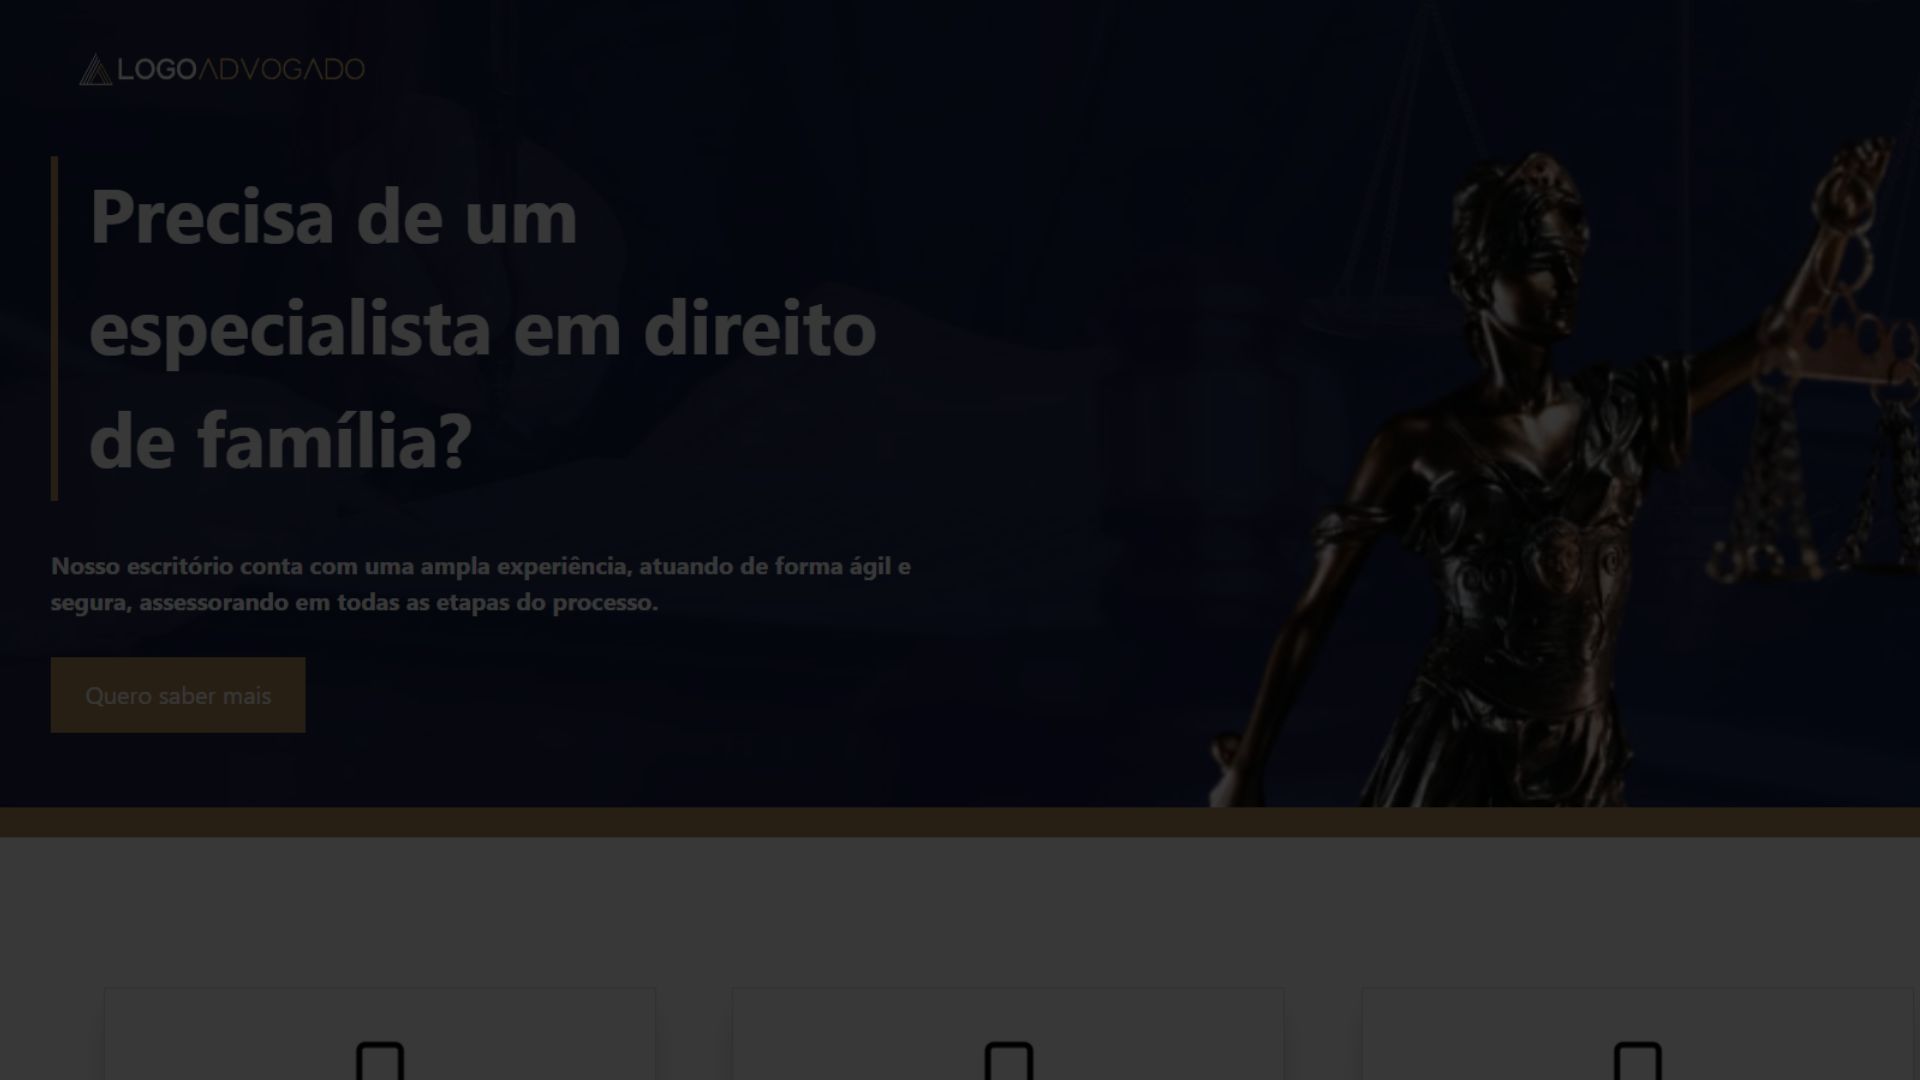 LOGOADVOGADO
Precisa de um
especialista em direito
de família?
Nosso escritório conta com uma ampla experiência, atuando de forma ágil e
segura, assessorando em todas as etapas do processo.
Quero saber mais